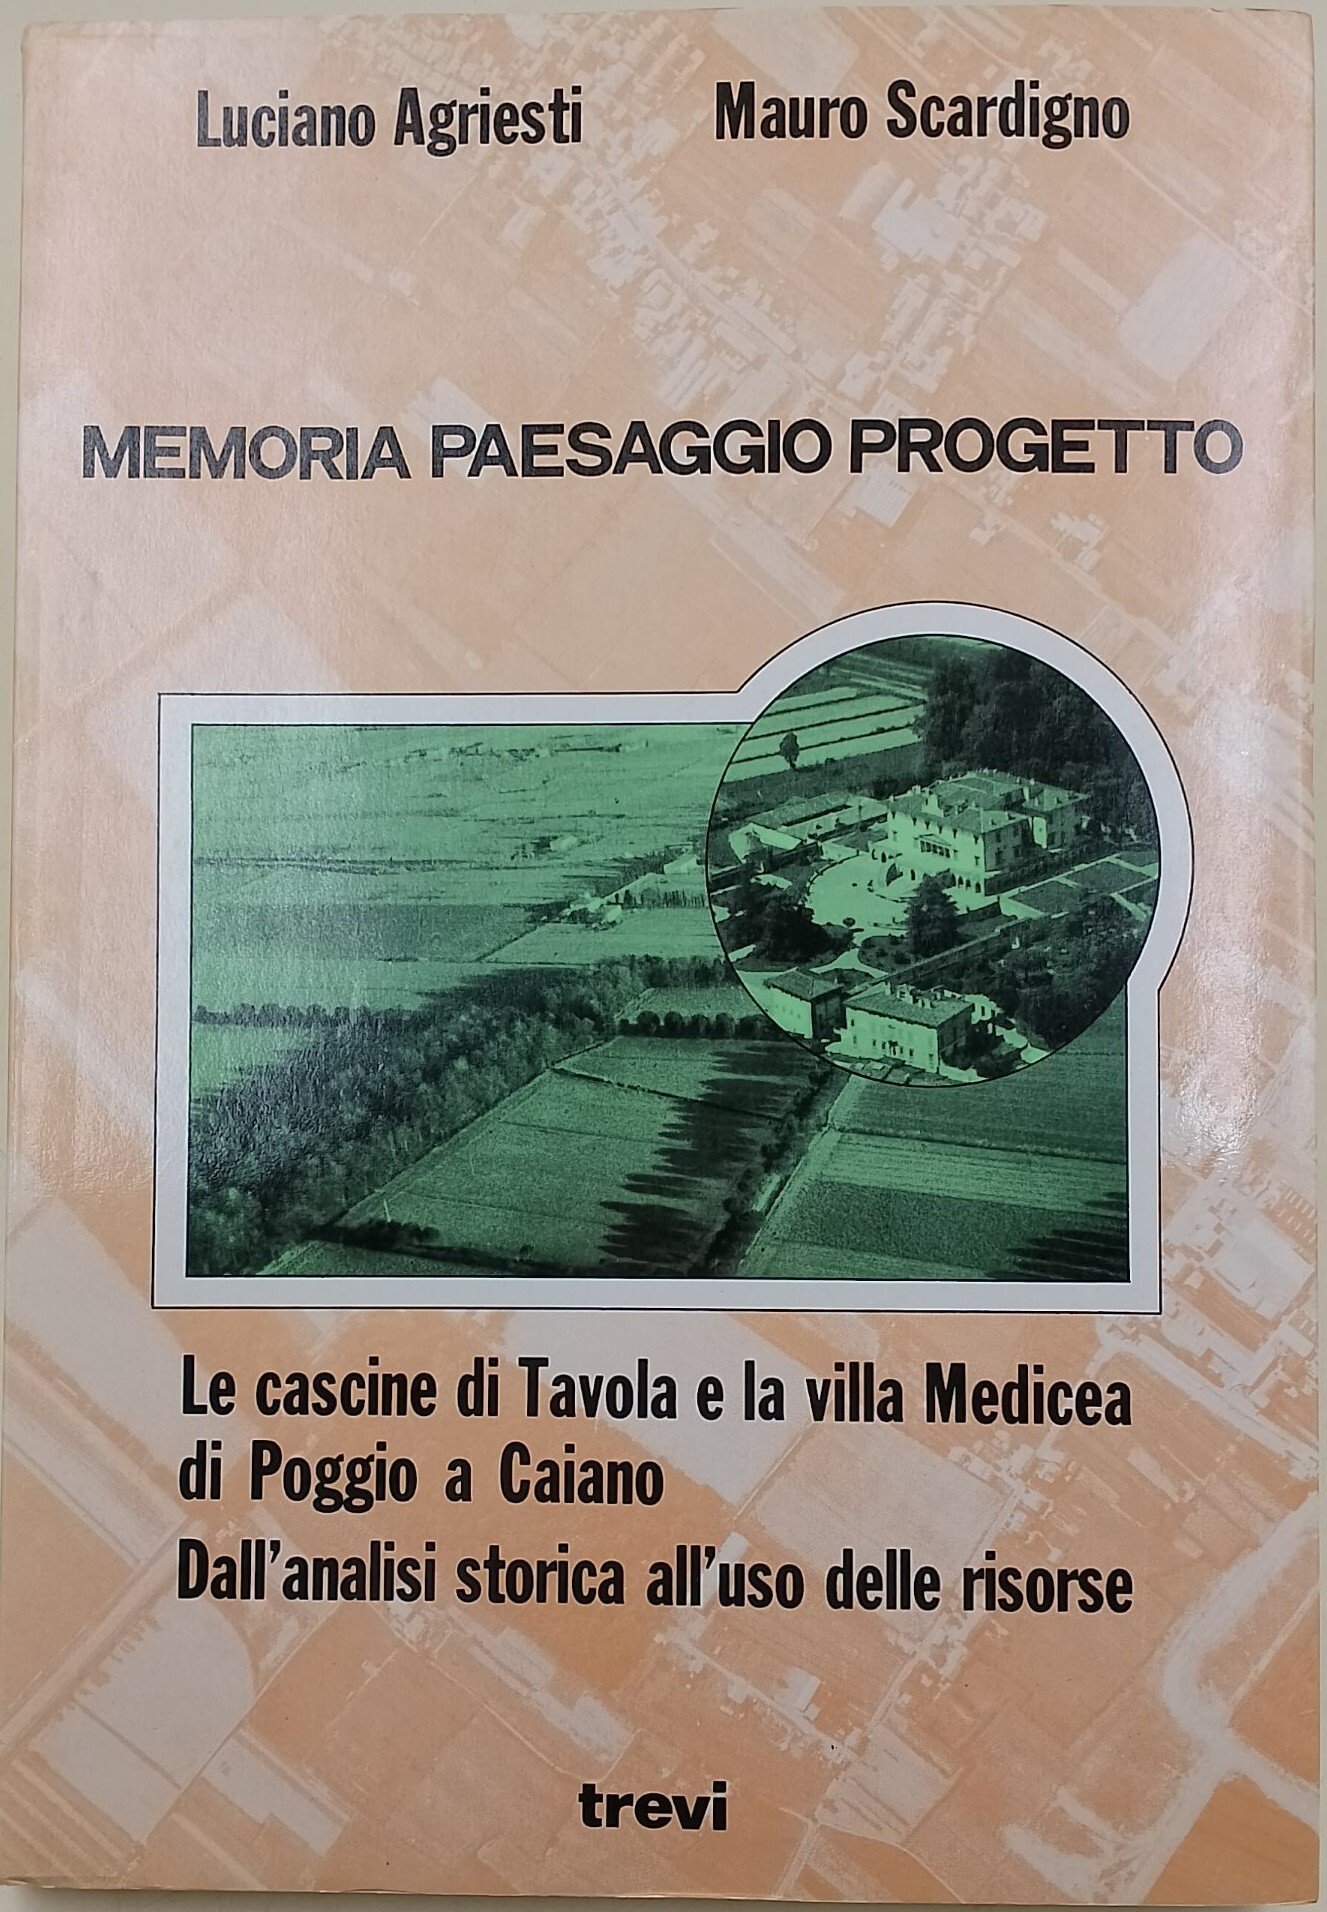 Luciano Agriesti Mauro Scardigno
MEMORIA PAESAGGIO PROGETTO
Le cascine di Tavola e la villa Medicea
di Poggio a Caiano
Dall'analisi storica all'uso delle risorse
trevi